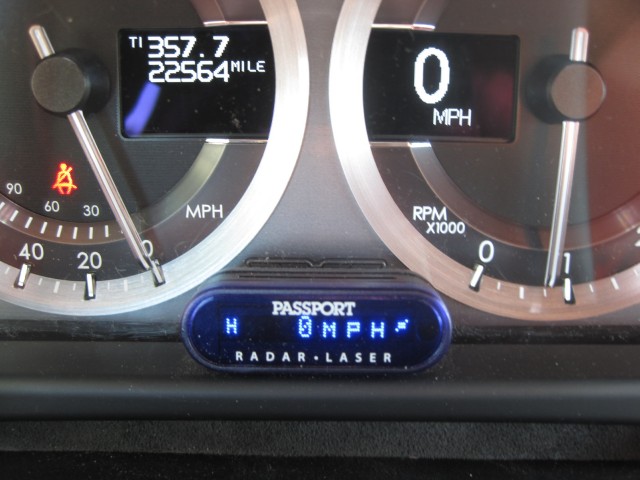 T1 357.7
22564 MILE
0
MPH
90
60
30
MPH
40
20
0
RPM
X1000
0
1
PASSPORT
H 0MPH
RADAR · LASER